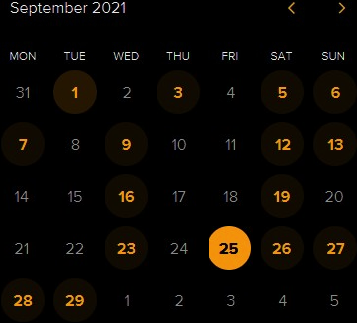 September 2021
MON TUE WED THU FRI SAT SUN
31 1 2 3 4 5 6
7 8 9 10 11 12 13
14 15 16 17 18 19 20
21 22 23 24 25 26 27
28 29 1 2 3 4 5